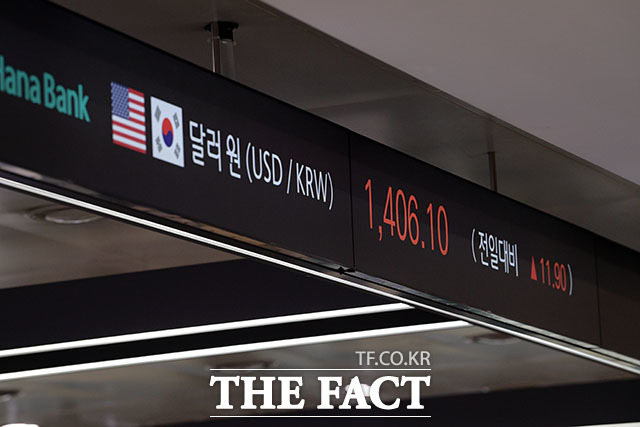 Hana Bank
달러 원 (USD / KRW) 1,406.10 (전일대비 ▲11.90)
TF.CO.KR
THE FACT